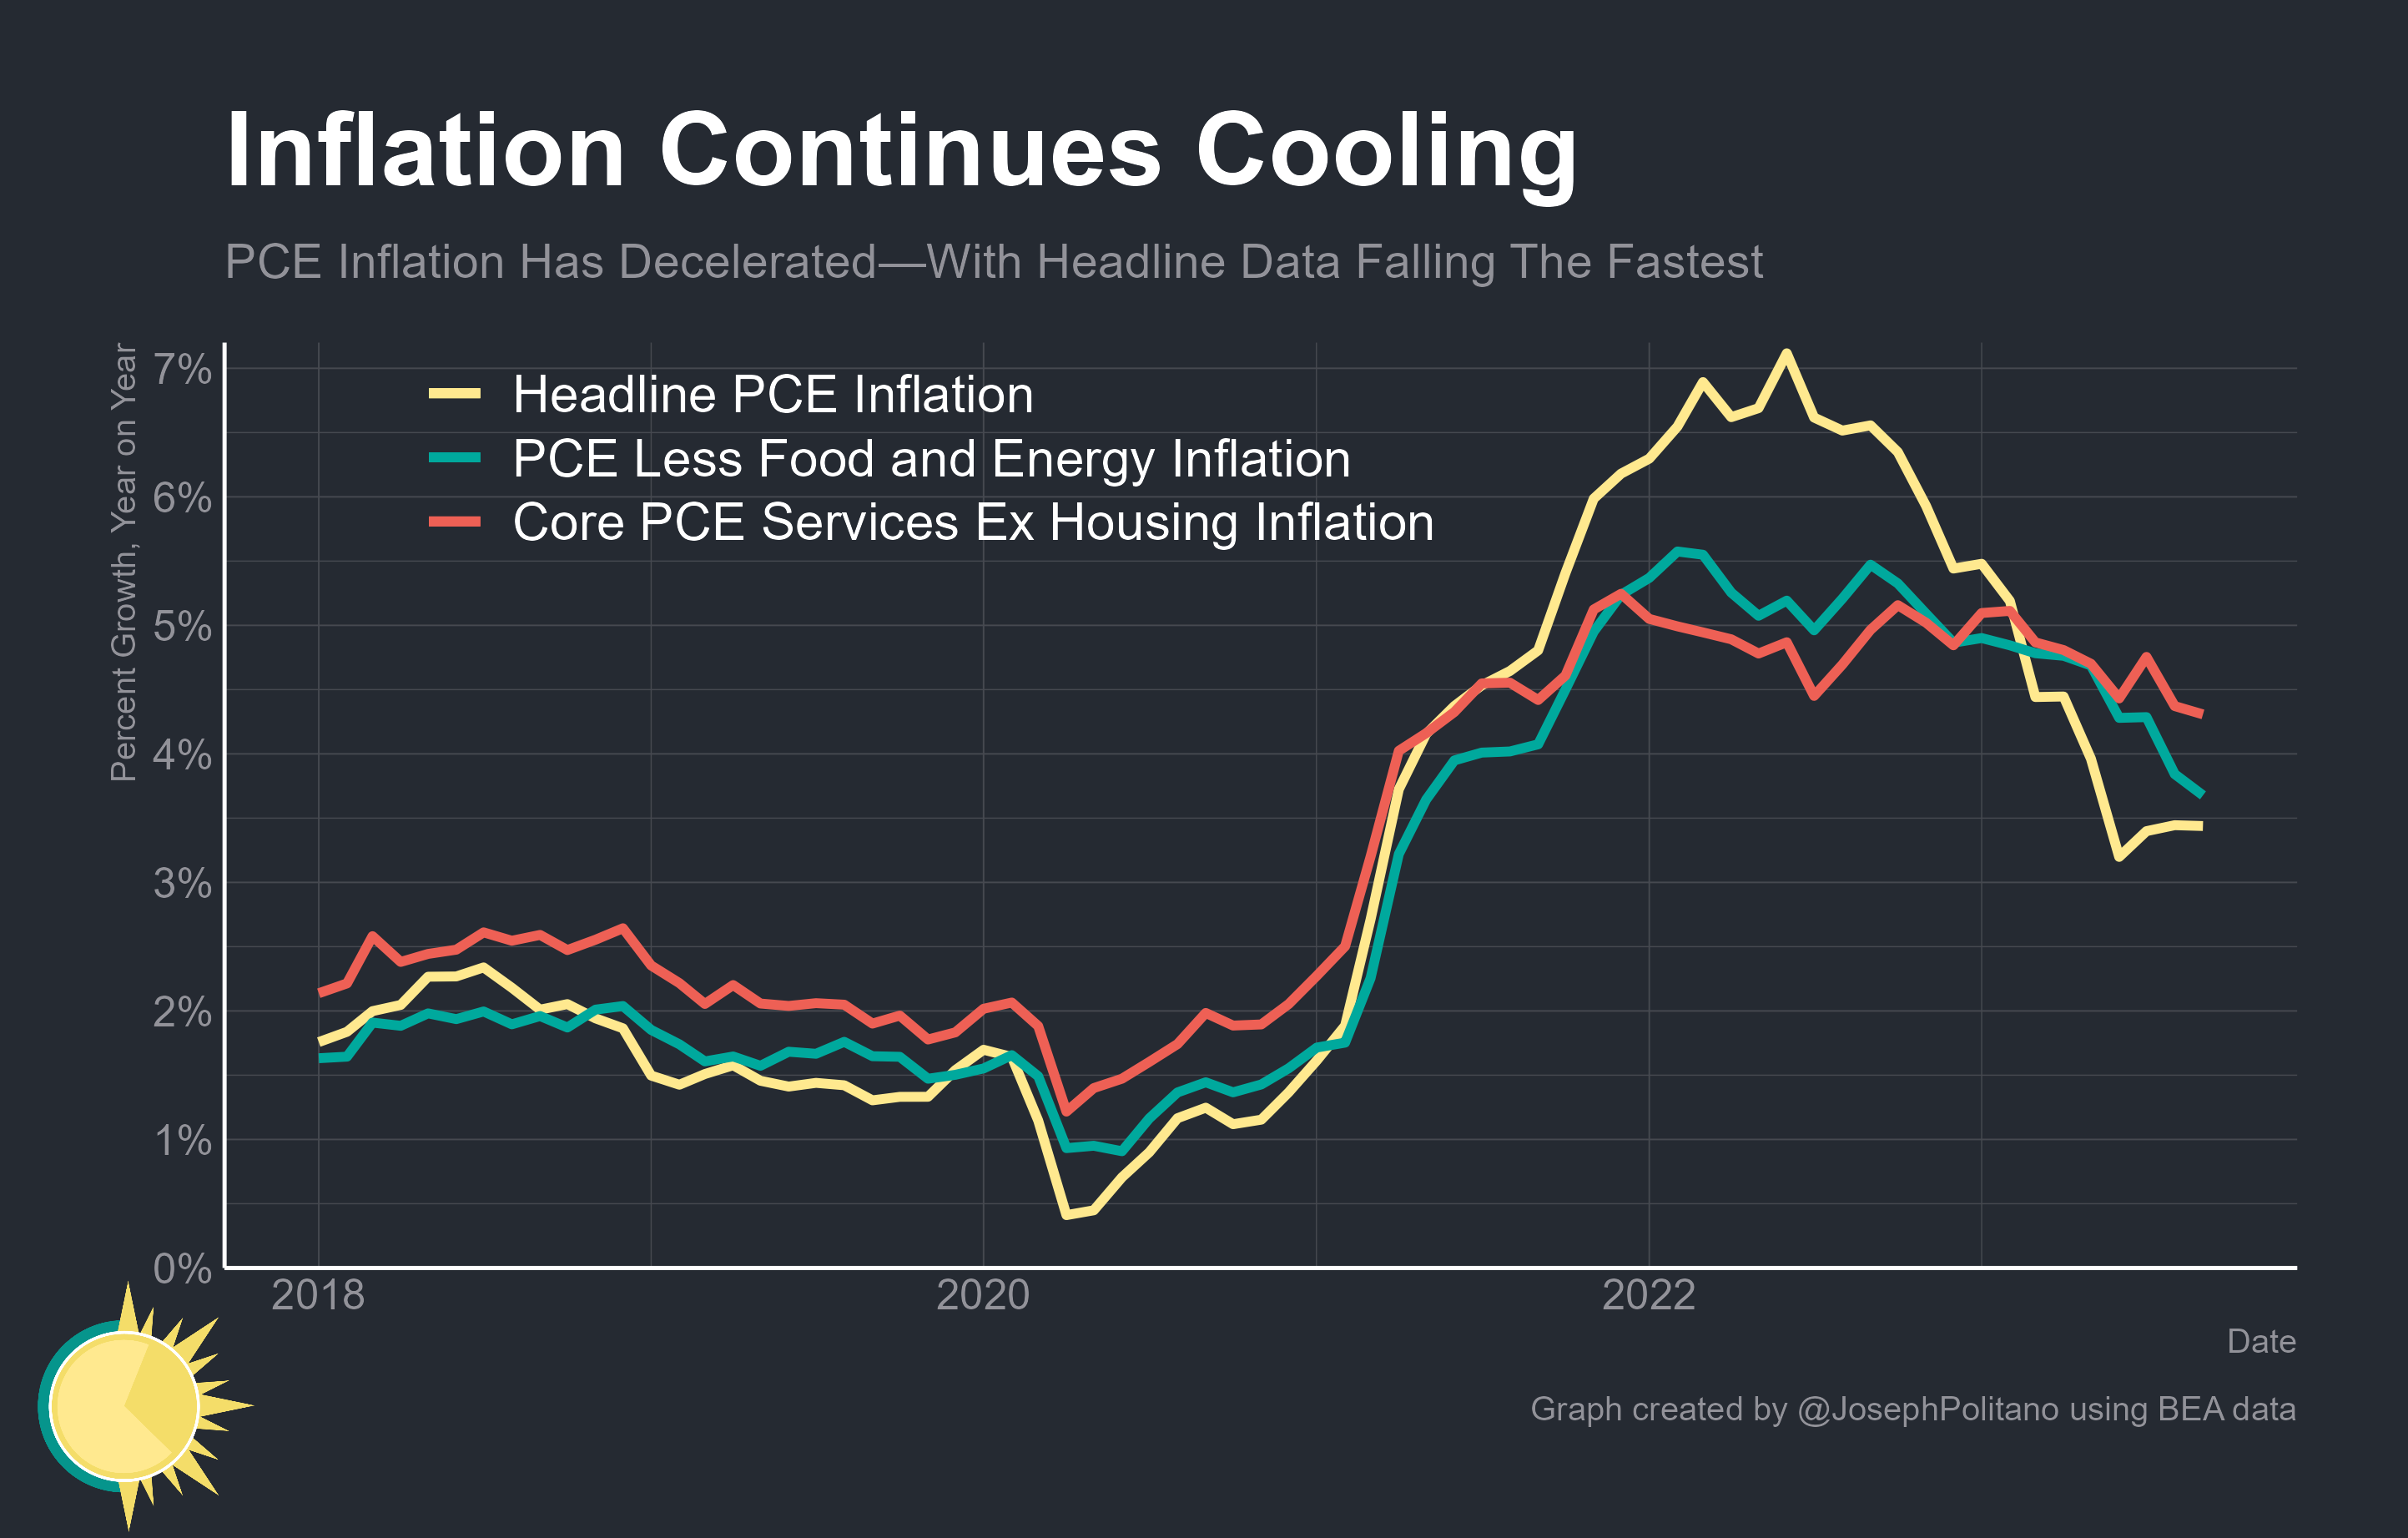 Inflation Continues Cooling
PCE Inflation Has Decelerated—With Headline Data Falling The Fastest
Percent Growth, Year on Year
7%
6%
5%
4%
3%
2%
1%
0%
Headline PCE Inflation
PCE Less Food and Energy Inflation
Core PCE Services Ex Housing Inflation
2018
2020
2022
Date
Graph created by @JosephPolitano using BEA data